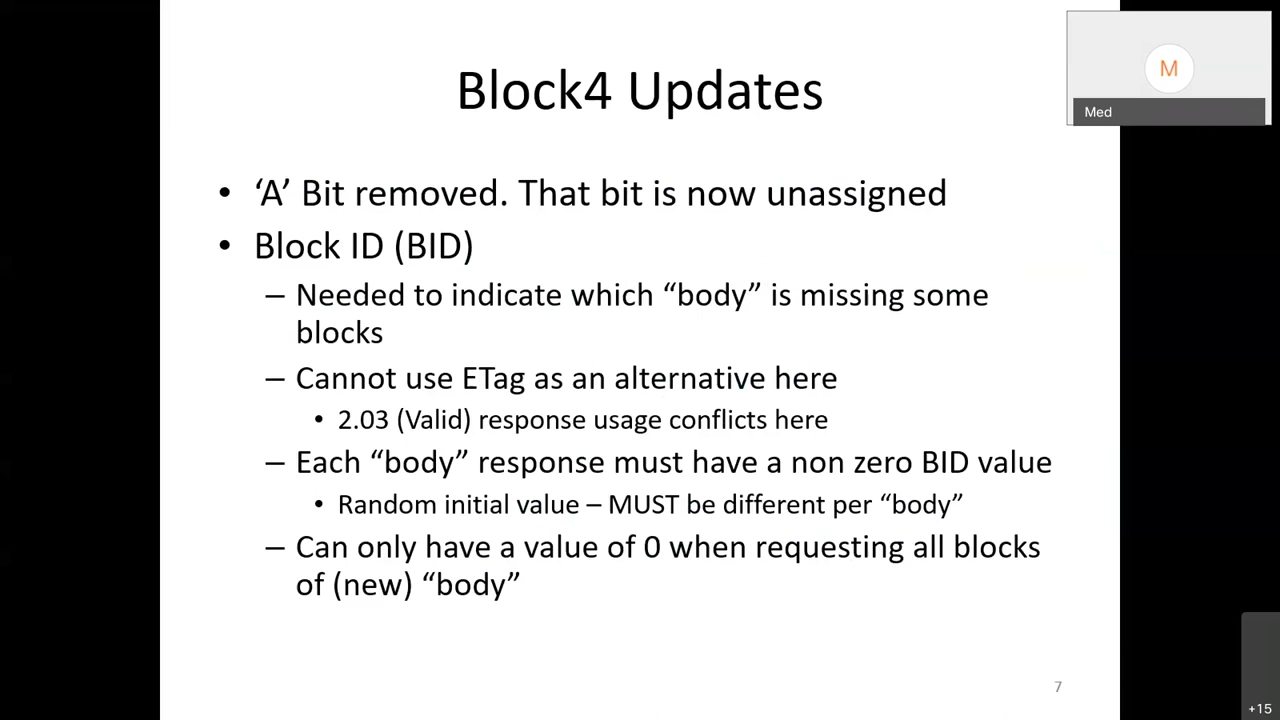 Block4 Updates
M
Med
• ‘A’ Bit removed. That bit is now unassigned
• Block ID (BID)
– Needed to indicate which “body” is missing some
blocks
– Cannot use ETag as an alternative here
• 2.03 (Valid) response usage conflicts here
– Each “body” response must have a non zero BID value
• Random initial value – MUST be different per “body”
– Can only have a value of 0 when requesting all blocks
of (new) “body”
7
+15